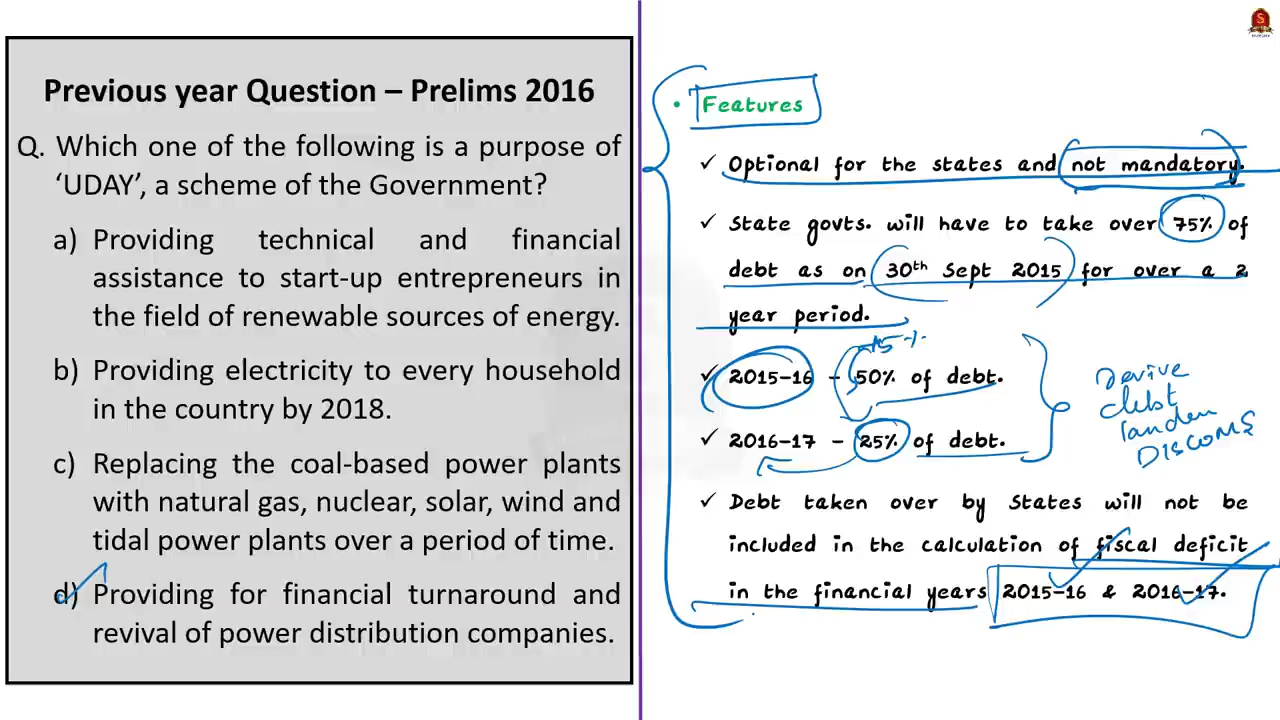 Previous year Question – Prelims 2016
Q. Which one of the following is a purpose of
‘UDAY’, a scheme of the Government?
a) Providing technical and financial
assistance to start-up entrepreneurs in
the field of renewable sources of energy.
b) Providing electricity to every household
in the country by 2018.
c) Replacing the coal-based power plants
with natural gas, nuclear, solar, wind and
tidal power plants over a period of time.
d) Providing for financial turnaround and
revival of power distribution companies.
• Features
✓ Optional for the states and not mandatory.
✓ State govts. will have to take over 75% of
debt as on 30th Sept 2015 for over a 2
year period.
75%
✓ 2015-16 - 50% of debt.
✓ 2016-17 - 25% of debt.
Revive
debt
landen
DISCOMS
✓ Debt taken over by States will not be
included in the calculation of fiscal deficit
in the financial years 2015-16 & 2016-17.